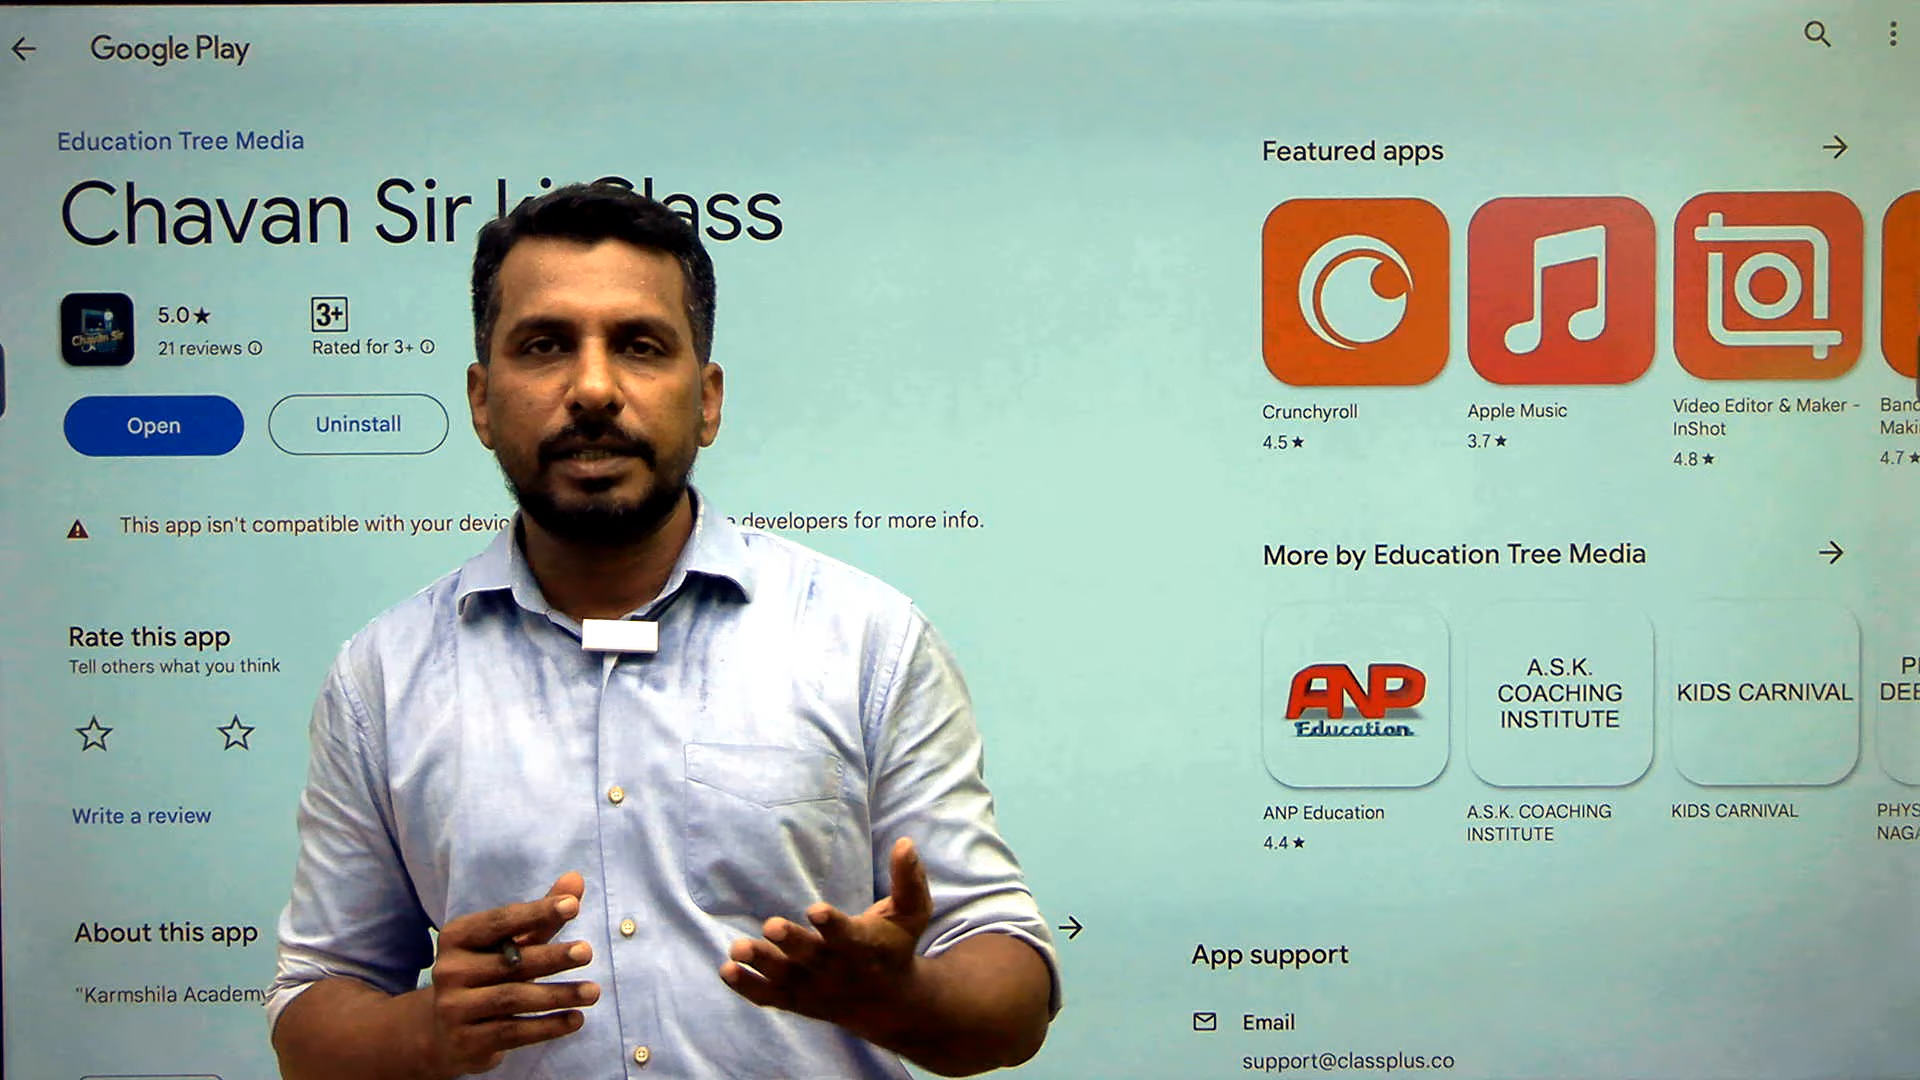 Google Play
Education Tree Media
Chavan Sir ki Class
Chavan Sir
5.0★
21 reviews
3+
Rated for 3+
Open
Uninstall
This app isn't compatible with your
developers for more info.
Rate this app
Tell others what you think
Write a review
About this app
"Karmshila Academy
Featured apps
Crunchyroll
4.5★
Apple Music
3.7★
Video Editor & Maker -
InShot
4.8★
4.7★
More by Education Tree Media
ANP
Education
A.S.K.
COACHING
INSTITUTE
KIDS CARNIVAL
ANP Education
4.4★
A.S.K. COACHING
INSTITUTE
KIDS CARNIVAL
App support
Email
support@classplus.co